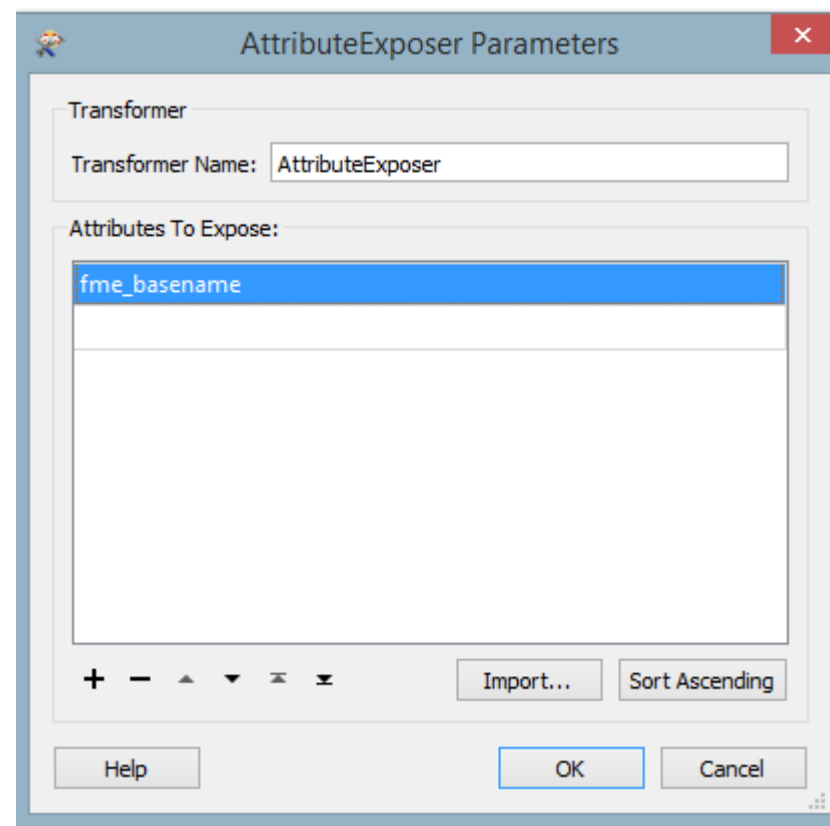 AttributeExposer Parameters
Transformer
Transformer Name: AttributeExposer
Attributes To Expose:
fme_basename
Import... Sort Ascending
Help OK Cancel